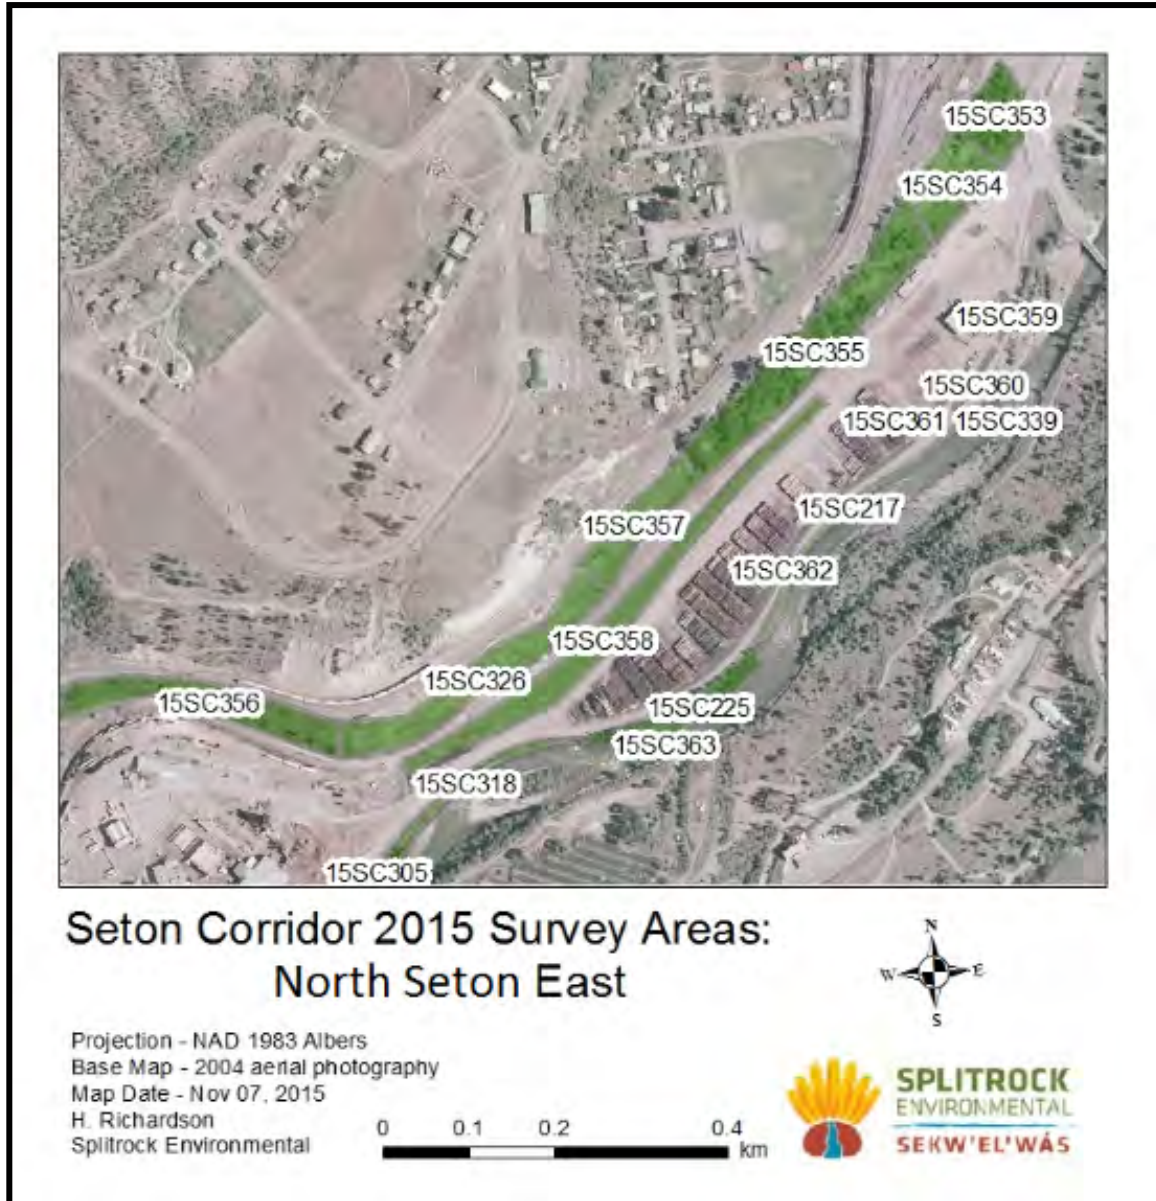 15SC353
15SC354
15SC359
15SC355
15SC360
15SC361 15SC339
15SC217
15SC357
15SC362
15SC358
15SC326
15SC356
15SC225
15SC363
15SC318
15SC305
Seton Corridor 2015 Survey Areas:
North Seton East
N
W E
S
Projection - NAD 1983 Albers
Base Map - 2004 aerial photography
Map Date - Nov 07, 2015
H. Richardson
Splitrock Environmental
0 0.1 0.2 0.4
km
SPLITROCK
ENVIRONMENTAL
SEKW'EL'WÁS